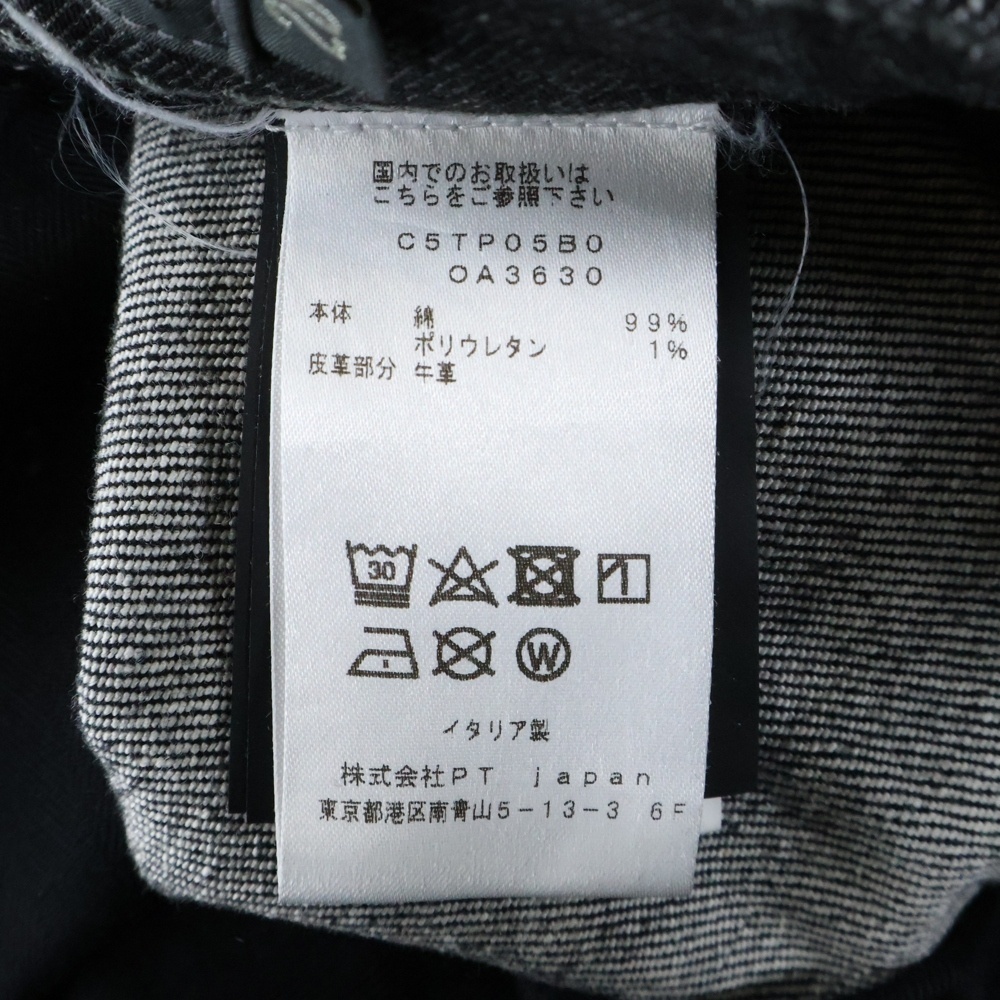 国内でのお取扱いは
こちらをご参照下さい
C5TP05B0
OA3630
本体 綿 99%
ポリウレタン 1%
皮革部分 牛革
30
W
イタリア製
株式会社PT japan
東京都港区南青山5-13-3 6F